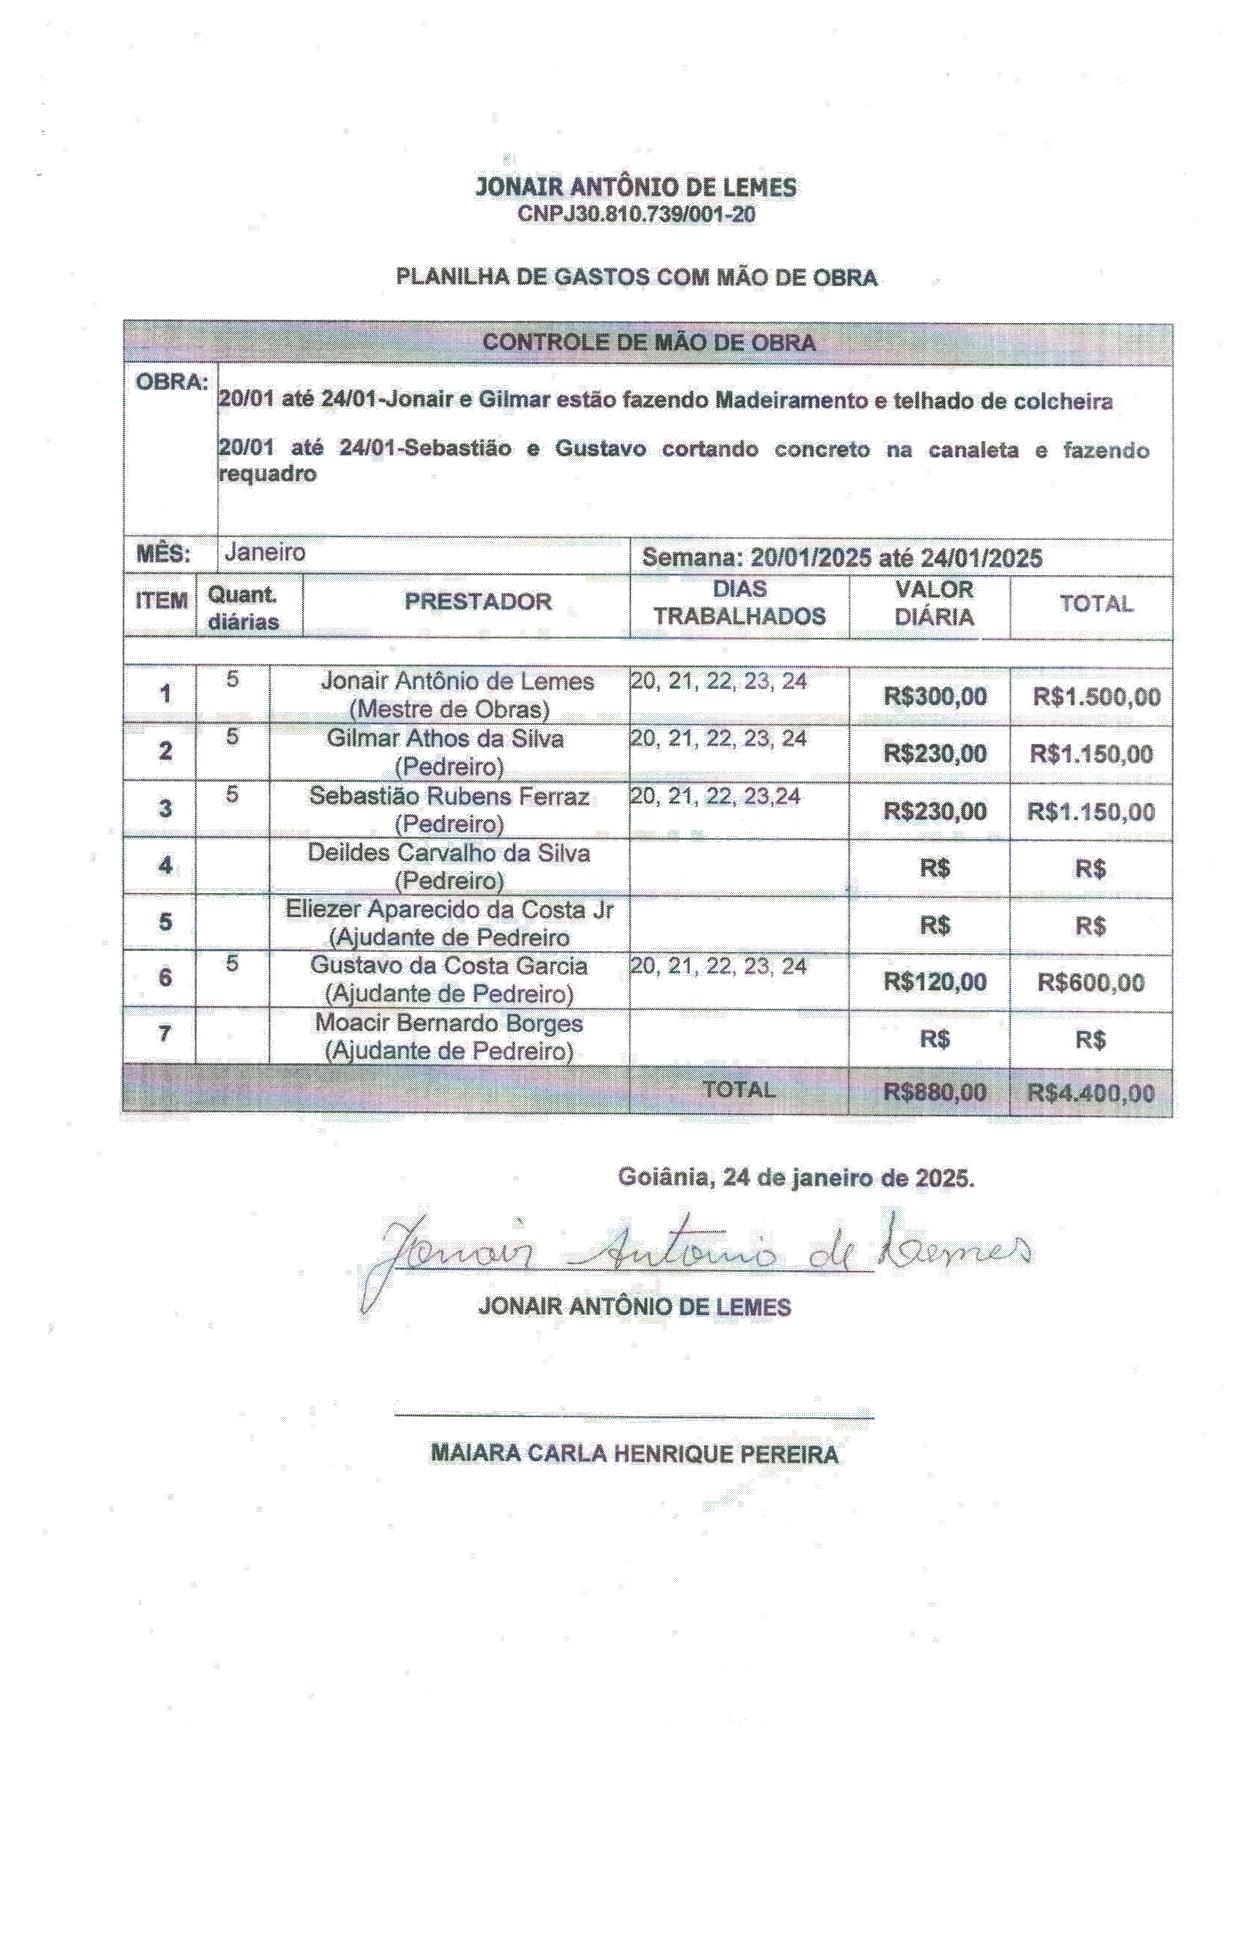 JONAIR ANTÔNIO DE LEMES
CNPJ30.810.739/001-20
PLANILHA DE GASTOS COM MÃO DE OBRA
CONTROLE DE MÃO DE OBRA
OBRA:
20/01 até 24/01-Jonair e Gilmar estão fazendo Madeiramento e telhado de colcheira
20/01 até 24/01-Sebastião e Gustavo cortando concreto na canaleta e fazendo
requadro
MÊS: Janeiro Semana: 20/01/2025 até 24/01/2025
ITEM Quant. diárias PRESTADOR DIAS TRABALHADOS VALOR DIÁRIA TOTAL
1 5 Jonair Antônio de Lemes 20, 21, 22, 23, 24 R$300,00 R$1.500,00
(Mestre de Obras)
2 5 Gilmar Athos da Silva 20, 21, 22, 23, 24 R$230,00 R$1.150,00
(Pedreiro)
3 5 Sebastião Rubens Ferraz 20, 21, 22, 23,24 R$230,00 R$1.150,00
(Pedreiro)
4 Deildes Carvalho da Silva R$ R$
(Pedreiro)
5 Eliezer Aparecido da Costa Jr R$ R$
(Ajudante de Pedreiro
6 5 Gustavo da Costa Garcia 20, 21, 22, 23, 24 R$120,00 R$600,00
(Ajudante de Pedreiro)
7 Moacir Bernardo Borges R$ R$
(Ajudante de Pedreiro)
TOTAL R$880,00 R$4.400,00
Goiânia, 24 de janeiro de 2025.
Jonair Antonio de Lemes
JONAIR ANTÔNIO DE LEMES
MAIARA CARLA HENRIQUE PEREIRA